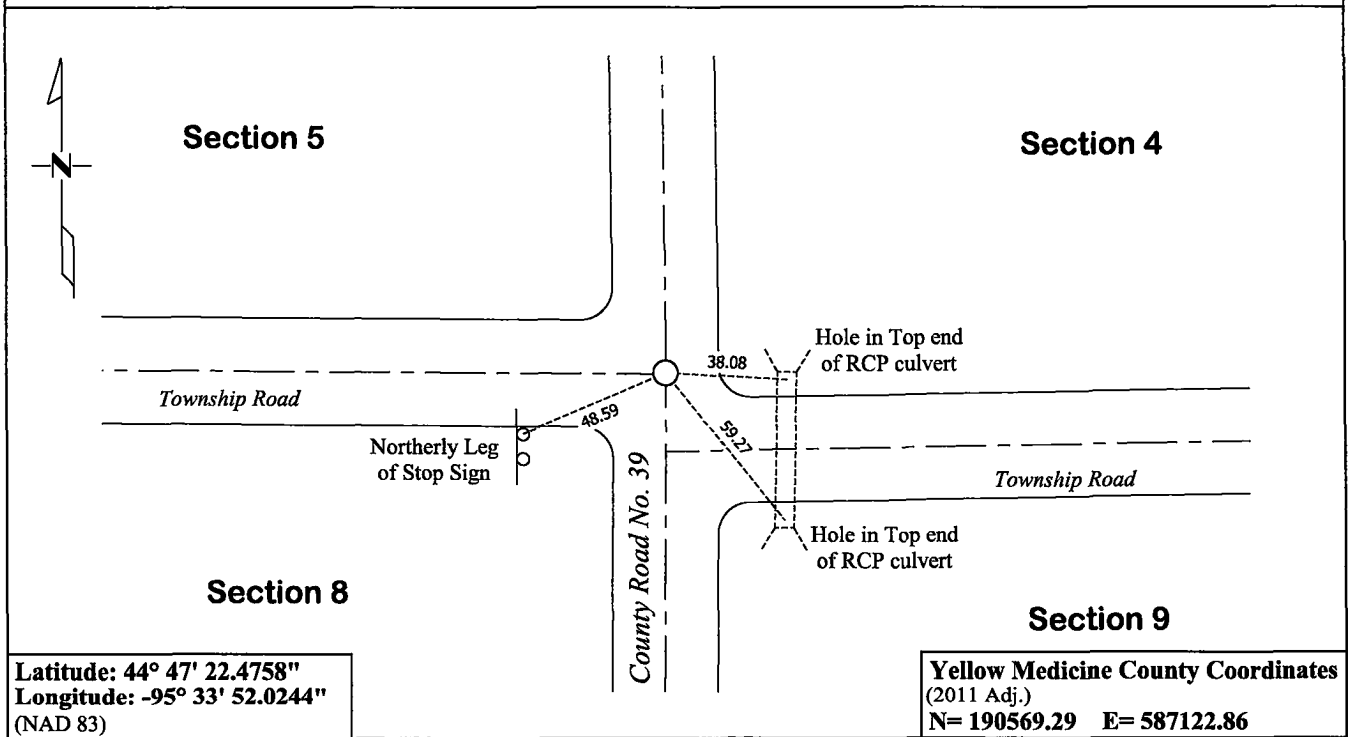 Section 5
Section 4
N
Hole in Top end
of RCP culvert
38.08
Township Road
48.59
59.27
Northerly Leg
of Stop Sign
County Road No. 39
Township Road
Hole in Top end
of RCP culvert
Section 8
Section 9
Latitude: 44° 47' 22.4758"
Longitude: -95° 33' 52.0244"
(NAD 83)
Yellow Medicine County Coordinates
(2011 Adj.)
N= 190569.29 E= 587122.86